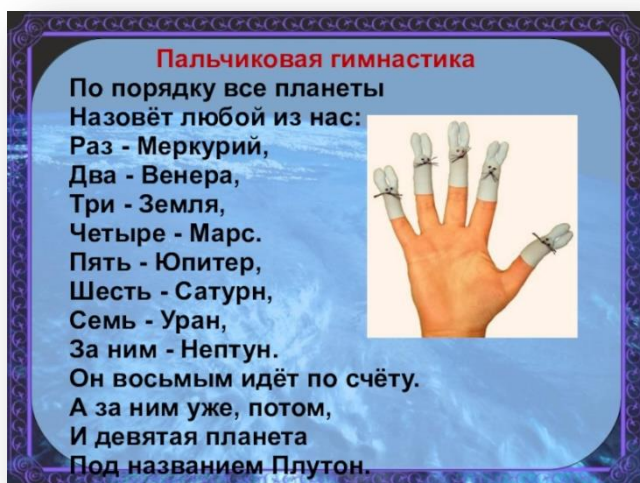 Пальчиковая гимнастика
По порядку все планеты
Назовёт любой из нас:
Раз - Меркурий,
Два - Венера,
Три - Земля,
Четыре - Марс.
Пять - Юпитер,
Шесть - Сатурн,
Семь - Уран,
За ним - Нептун.
Он восьмым идёт по счёту.
А за ним уже, потом,
И девятая планета
Под названием Плутон.